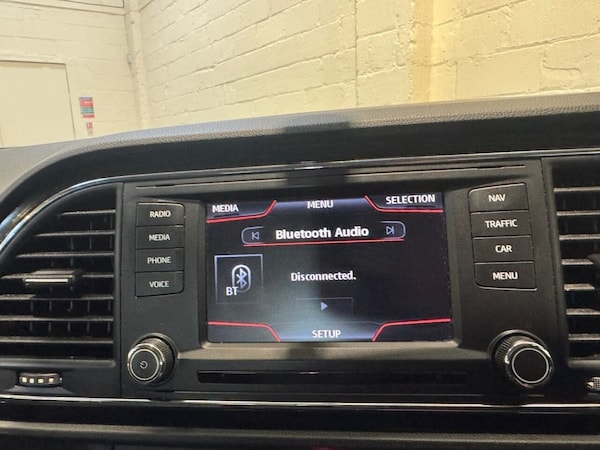 RADIO
MEDIA
PHONE
VOICE
MEDIA MENU SELECTION
Bluetooth Audio
Disconnected.
BT
SETUP
NAV
TRAFFIC
CAR
MENU